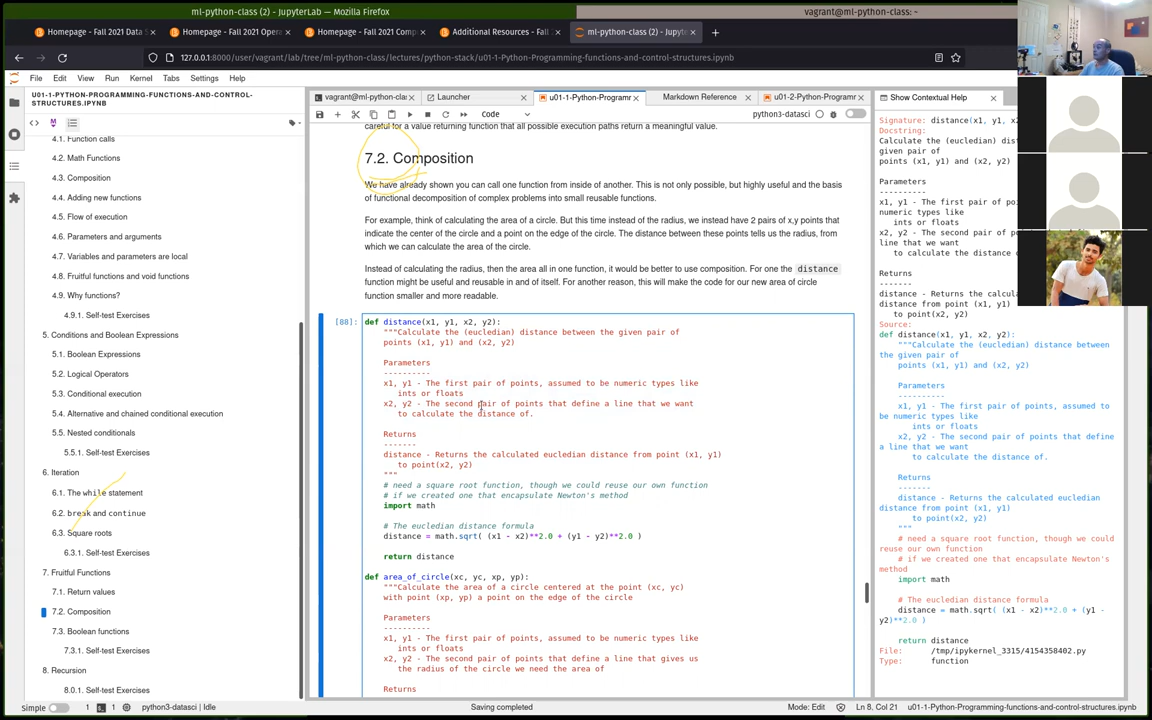 ml-python-class (2) - JupyterLab — Mozilla Firefox
vagrant@ml-python-class: ~
Homepage - Fall 2021 Data S
Homepage - Fall 2021 Opera
Homepage - Fall 2021 Comp
Additional Resources - Fall
ml-python-class (2) - Jupyte
127.0.0.1:8000/user/vagrant/lab/tree/ml-python-class/lectures/python-stack/u01-1-Python-Programming-functions-and-control-structures.ipynb
File Edit View Run Kernel Tabs Settings Help
U01-1-PYTHON-PROGRAMMING-FUNCTIONS-AND-CONTROL-
STRUCTURES.IPYNB
4.1. Function calls
4.2. Math Functions
4.3. Composition
4.4. Adding new functions
4.5. Flow of execution
4.6. Parameters and arguments
4.7. Variables and parameters are local
4.8. Fruitful functions and void functions
4.9. Why functions?
4.9.1. Self-test Exercises
5. Conditions and Boolean Expressions
5.1. Boolean Expressions
5.2. Logical Operators
5.3. Conditional execution
5.4. Alternative and chained conditional execution
5.5. Nested conditionals
5.5.1. Self-test Exercises
6. Iteration
6.1. The while statement
6.2. break and continue
6.3. Square roots
6.3.1. Self-test Exercises
7. Fruitful Functions
7.1. Return values
7.2. Composition
7.3. Boolean functions
7.3.1. Self-test Exercises
8. Recursion
8.0.1. Self-test Exercises
vagrant@ml-python-cla
Launcher
u01-1-Python-Programr
Markdown Reference
u01-2-Python-Programm
Code
python3-datasci
careful for a value returning function that all possible execution paths return a meaningful value.
7.2. Composition
We have already shown you can call one function from inside of another. This is not only possible, but highly useful and the basis
of functional decomposition of complex problems into small reusable functions.
For example, think of calculating the area of a circle. But this time instead of the radius, we instead have 2 pairs of x,y points that
indicate the center of the circle and a point on the edge of the circle. The distance between these points tells us the radius, from
which we can calculate the area of the circle.
Instead of calculating the radius, then the area all in one function, it would be better to use composition. For one the distance
function might be useful and reusable in and of itself. For another reason, this will make the code for our new area of circle
function smaller and more readable.
[88]: def distance(x1, y1, x2, y2):
"""Calculate the (eucledian) distance between the given pair of
points (x1, y1) and (x2, y2)
Parameters
----------
x1, y1 - The first pair of points, assumed to be numeric types like
ints or floats
x2, y2 - The second pair of points that define a line that we want
to calculate the distance of.
Returns
-------
distance - Returns the calculated eucledian distance from point (x1, y1)
to point(x2, y2)
"""
# need a square root function, though we could reuse our own function
# if we created one that encapsulate Newton's method
import math
# The eucledian distance formula
distance = math.sqrt( (x1 - x2)**2.0 + (y1 - y2)**2.0 )
return distance
def area_of_circle(xc, yc, xp, yp):
"""Calculate the area of a circle centered at the point (xc, yc)
with point (xp, yp) a point on the edge of the circle
Parameters
----------
x1, y1 - The first pair of points, assumed to be numeric types like
ints or floats
x2, y2 - The second pair of points that define a line that gives us
the radius of the circle we need the area of
Returns
Show Contextual Help
Signature: distance(x1, y1, x
Docstring:
Calculate the (eucledian) dist
given pair of
points (x1, y1) and (x2, y2)
Parameters
----------
x1, y1 - The first pair of poi
numeric types like
ints or floats
x2, y2 - The second pair of po
line that we want
to calculate the distance o
Returns
-------
distance - Returns the calcula
distance from point (x1, y1)
to point(x2, y2)
Source:
def distance(x1, y1, x2, y2):
"""Calculate the (eucledian) distance between
the given pair of
points (x1, y1) and (x2, y2)
Parameters
----------
x1, y1 - The first pair of points, assumed to
be numeric types like
ints or floats
x2, y2 - The second pair of points that define
a line that we want
to calculate the distance of.
Returns
-------
distance - Returns the calculated eucledian
distance from point (x1, y1)
to point(x2, y2)
"""
# need a square root function, though we could
reuse our own function
# if we created one that encapsulate Newton's
method
import math
# The eucledian distance formula
distance = math.sqrt( (x1 - x2)**2.0 + (y1 -
y2)**2.0 )
return distance
File: /tmp/ipykernel_3315/4154358402.py
Type: function
Simple
1
1
python3-datasci | Idle
Saving completed
Mode: Edit
Ln 8, Col 21
u01-1-Python-Programming-functions-and-control-structures.ipynb